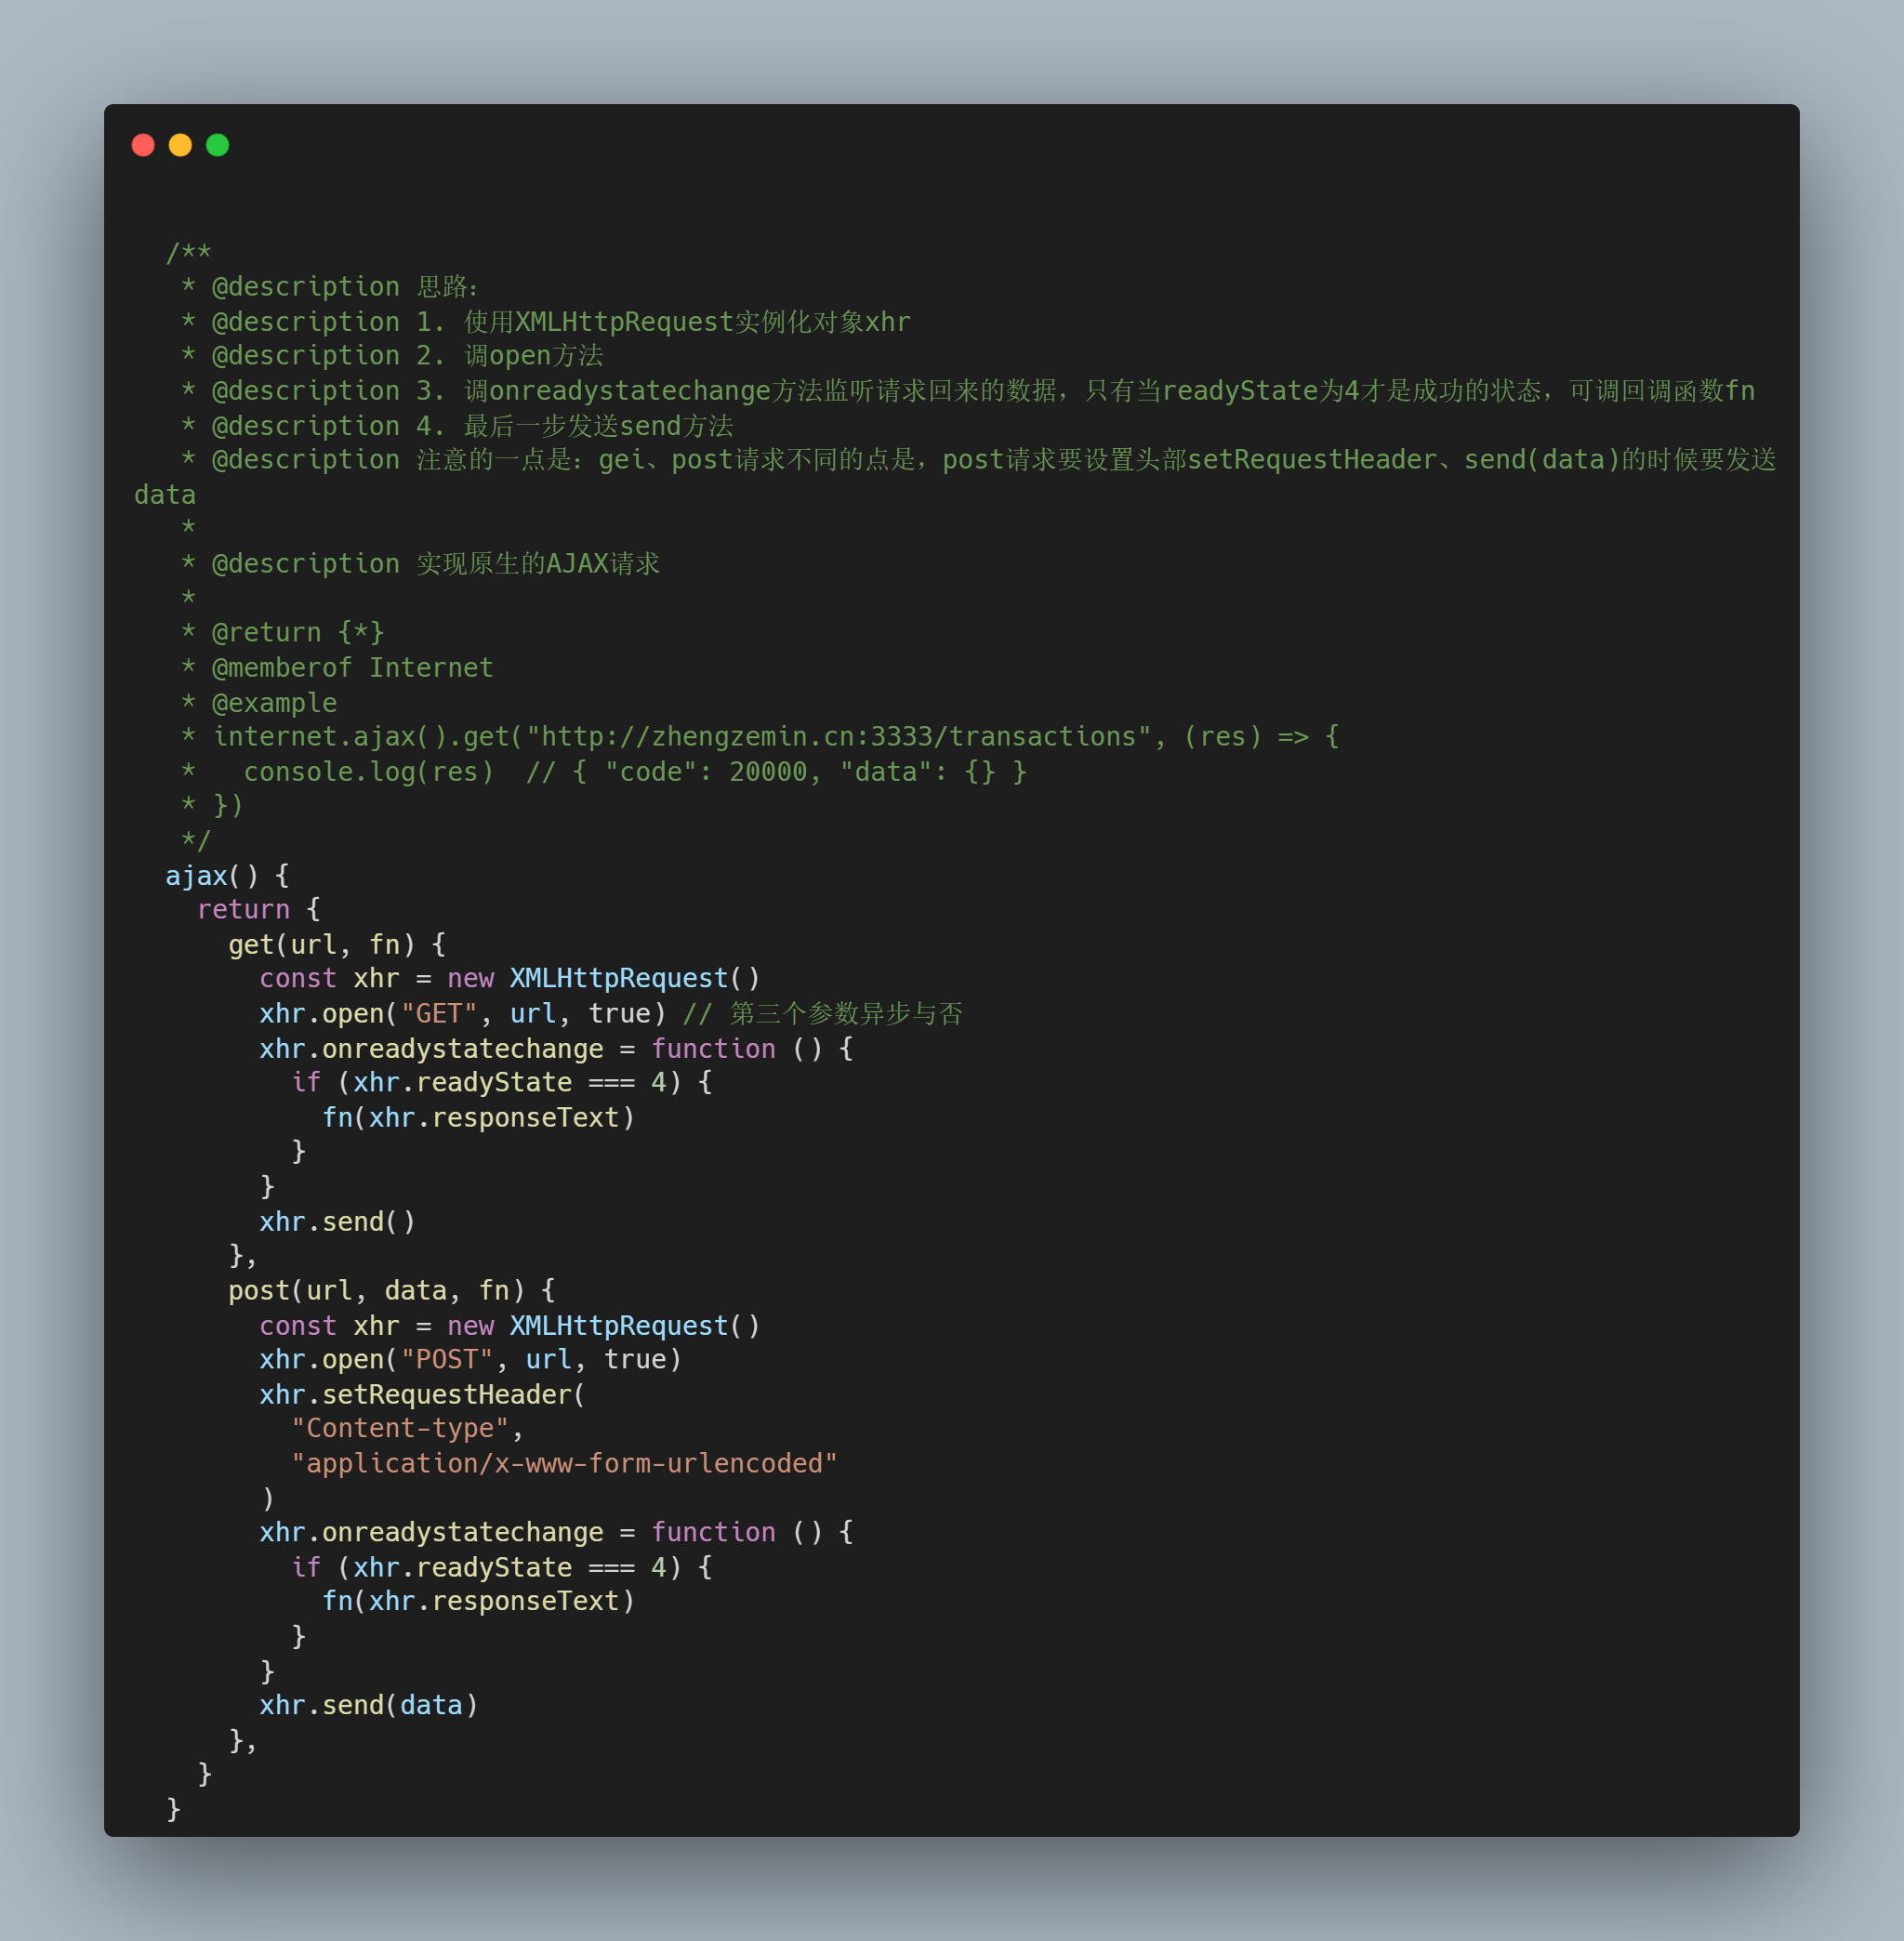 /**
 * @description 思路：
 * @description 1. 使用XMLHttpRequest实例化对象xhr
 * @description 2. 调open方法
 * @description 3. 调onreadystatechange方法监听请求回来的数据，只有当readyState为4才是成功的状态，可调回调函数fn
 * @description 4. 最后一步发送send方法
 * @description 注意的一点是：gei、post请求不同的点是，post请求要设置头部setRequestHeader、send(data)的时候要发送
data
 *
 * @description 实现原生的AJAX请求
 *
 * @return {*}
 * @memberof Internet
 * @example
 * internet.ajax().get("http://zhengzemin.cn:3333/transactions", (res) => {
 *   console.log(res)  // { "code": 20000, "data": {} }
 * })
 */
ajax() {
  return {
    get(url, fn) {
      const xhr = new XMLHttpRequest()
      xhr.open("GET", url, true) // 第三个参数异步与否
      xhr.onreadystatechange = function () {
        if (xhr.readyState === 4) {
          fn(xhr.responseText)
        }
      }
      xhr.send()
    },
    post(url, data, fn) {
      const xhr = new XMLHttpRequest()
      xhr.open("POST", url, true)
      xhr.setRequestHeader(
        "Content-type",
        "application/x-www-form-urlencoded"
      )
      xhr.onreadystatechange = function () {
        if (xhr.readyState === 4) {
          fn(xhr.responseText)
        }
      }
      xhr.send(data)
    },
  }
}